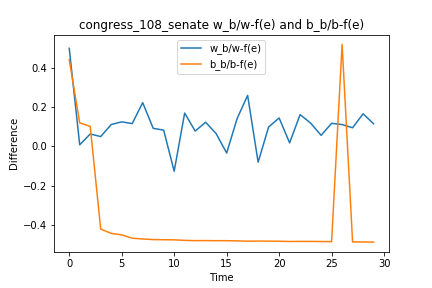 congress_108_senate w_b/w-f(e) and b_b/b-f(e)
w_b/w-f(e)
b_b/b-f(e)
0.4
0.2
0.0
−0.2
−0.4
Difference
0 5 10 15 20 25 30
Time